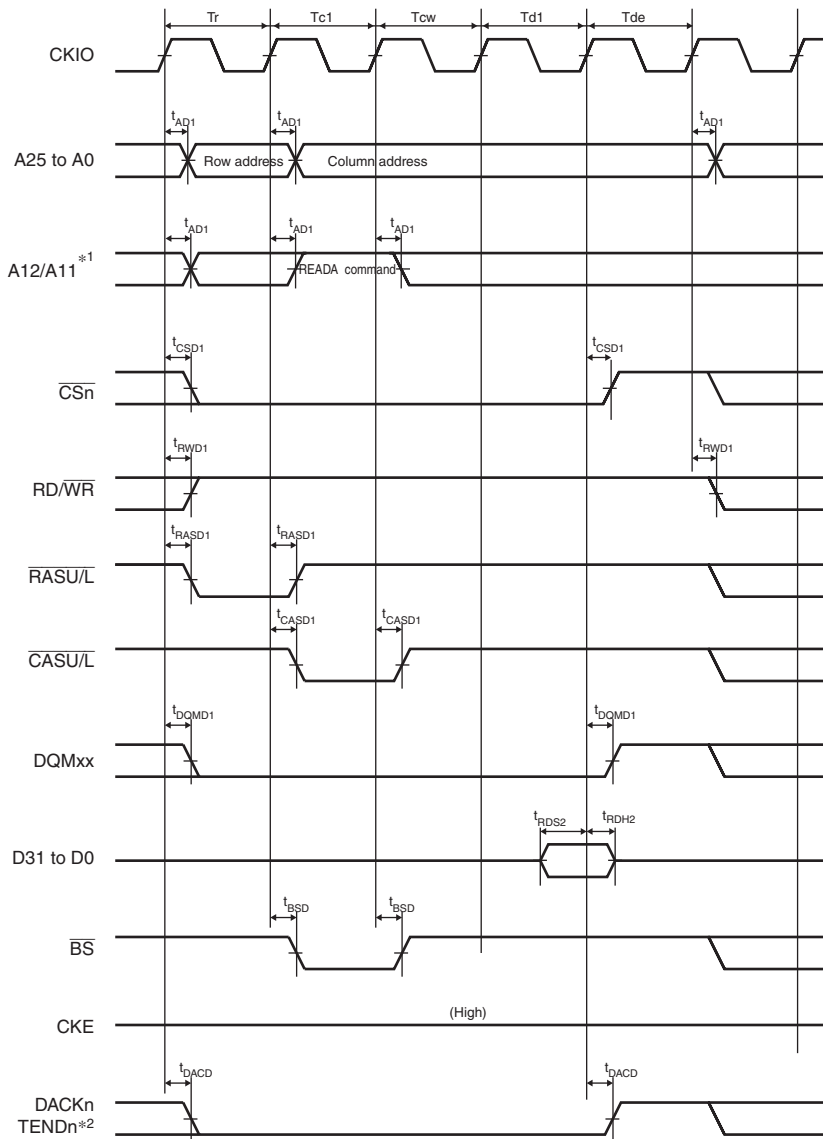 Tr Tc1 Tcw Td1 Tde
CKIO
tAD1 tAD1 tAD1
A25 to A0 Row address Column address
tAD1 tAD1 tAD1
A12/A11*1 READA command
tCSD1 tCSD1
CSn
tRWD1 tRWD1
RD/WR
tRASD1 tRASD1
RASU/L
tCASD1 tCASD1
CASU/L
tDQMD1 tDQMD1
DQMxx
tRDS2 tRDH2
D31 to D0
tBSD tBSD
BS
(High)
CKE
tDACD tDACD
DACKn
TENDn*2